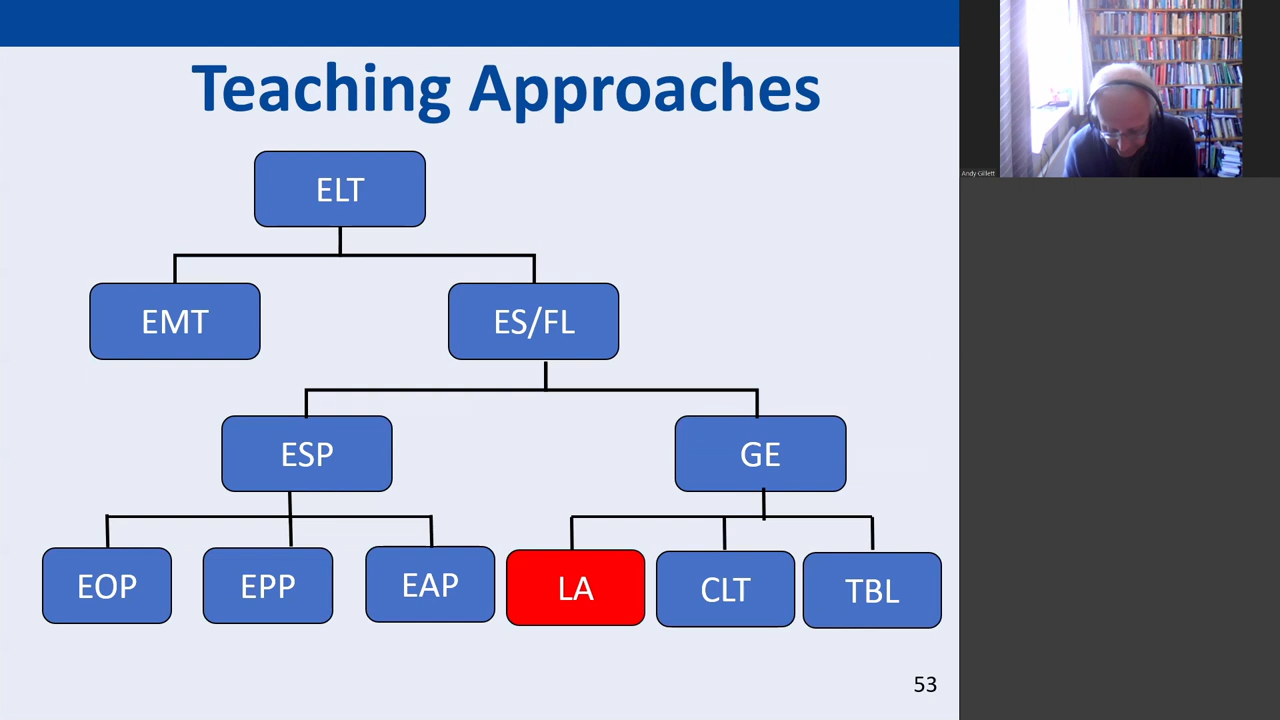 Teaching Approaches
ELT
EMT
ES/FL
ESP
GE
EOP
EPP
EAP
LA
CLT
TBL
53
Andy Gillett